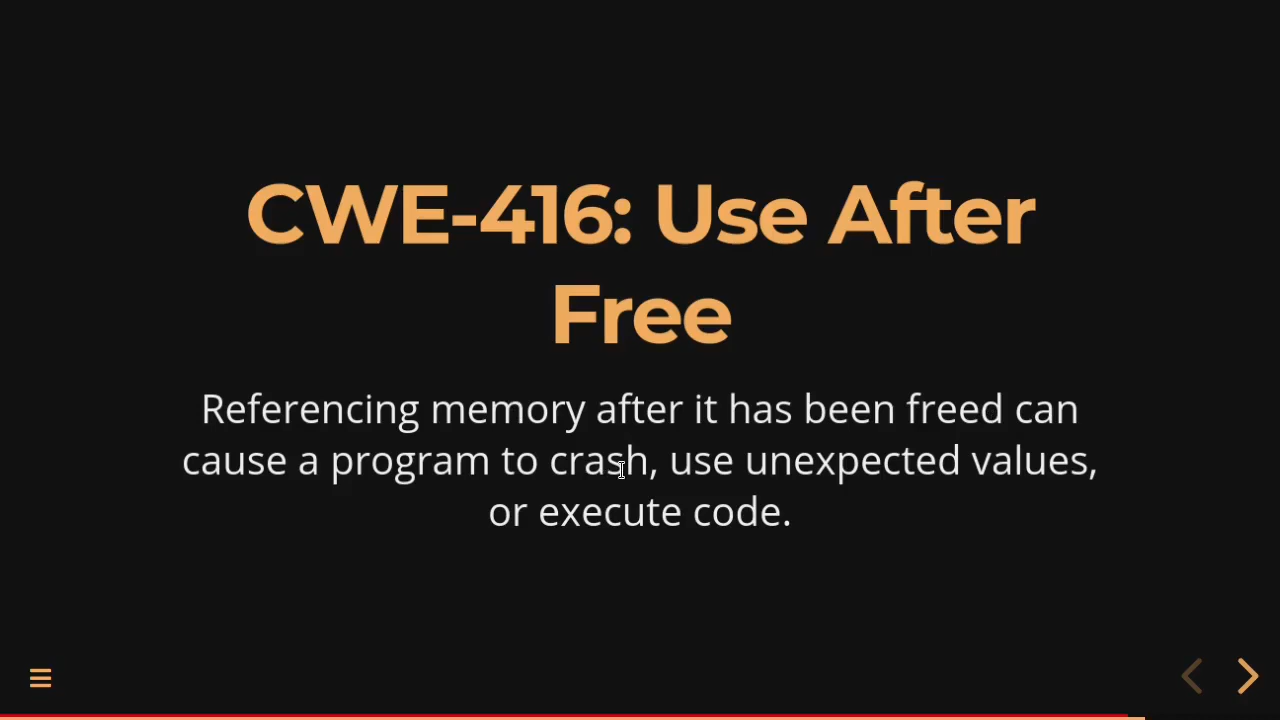 CWE-416: Use After
Free
Referencing memory after it has been freed can
cause a program to crash, use unexpected values,
or execute code.